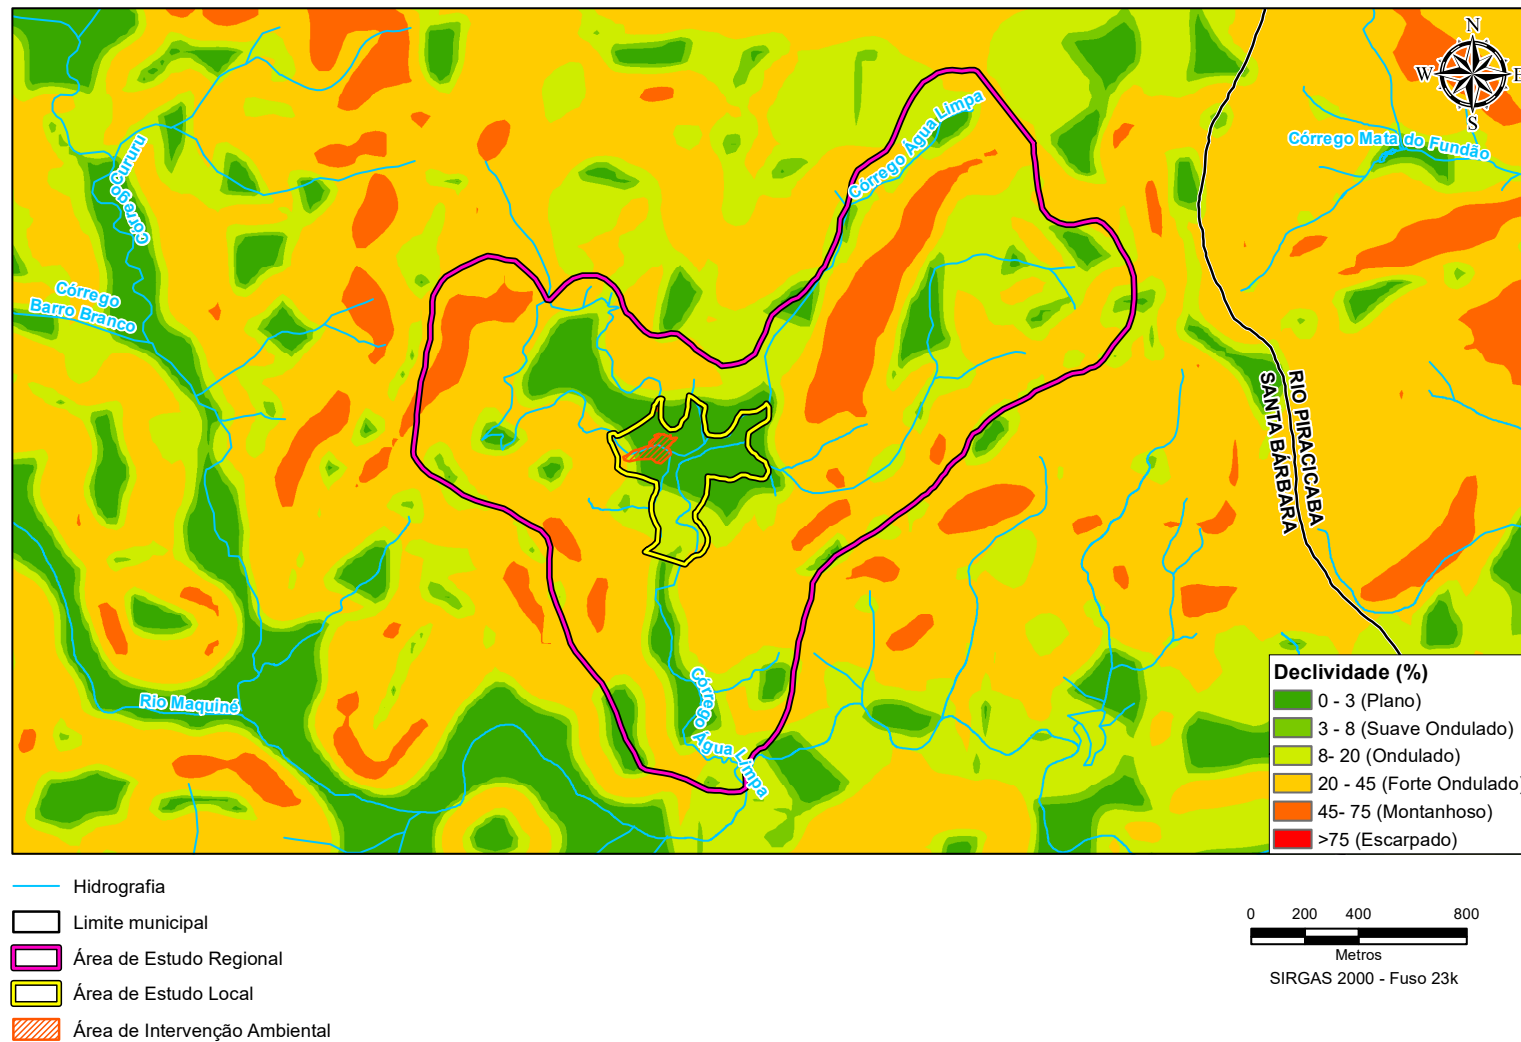 N
W
E
S
Córrego Água Limpa
Córrego Mata do Fundão
Córrego Cururu
Córrego
Barro Branco
RIO PIRACICABA
SANTA BÁRBARA
Rio Maquiné
Córrego
Água Limpa
Declividade (%)
0 - 3 (Plano)
3 - 8 (Suave Ondulado)
8- 20 (Ondulado)
20 - 45 (Forte Ondulado)
45- 75 (Montanhoso)
>75 (Escarpado)
Hidrografia
Limite municipal
Área de Estudo Regional
Área de Estudo Local
Área de Intervenção Ambiental
0 200 400 800
Metros
SIRGAS 2000 - Fuso 23k